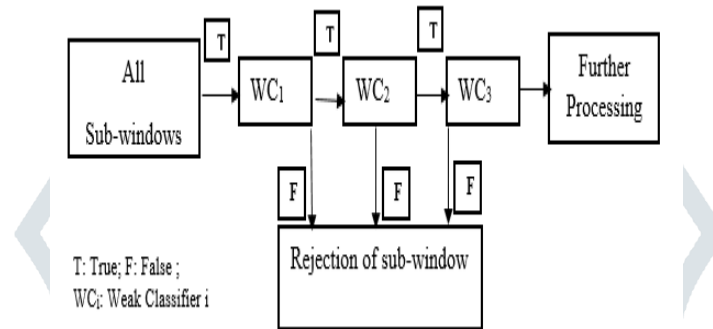 T
T
T
All
Sub-windows
WC₁
WC₂
WC₃
Further
Processing
F
F
F
Rejection of sub-window
T: True; F: False ;
WCᵢ: Weak Classifier i